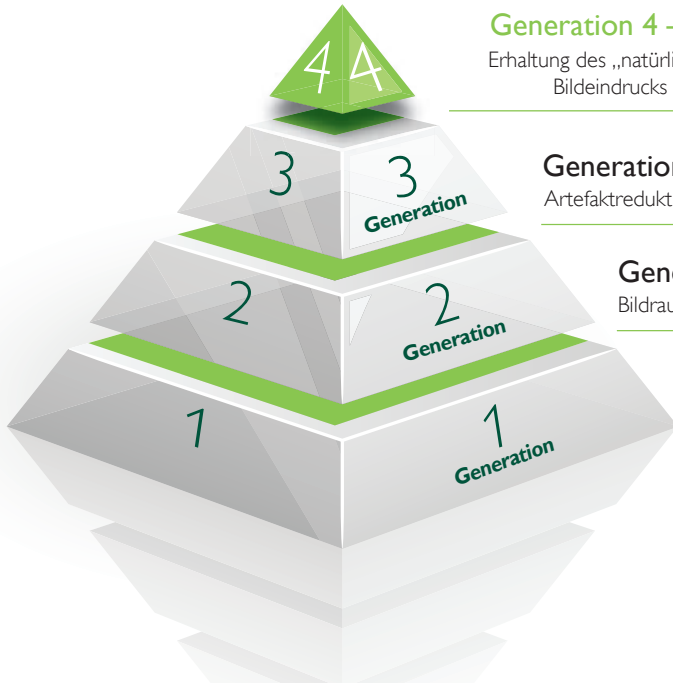 Generation 4 –
Erhaltung des „natürli
Bildeindrucks
4 4
3 3
Generation
Generation
Artefaktredukt
2 2
Generation
Gene
Bildrau
1 1
Generation